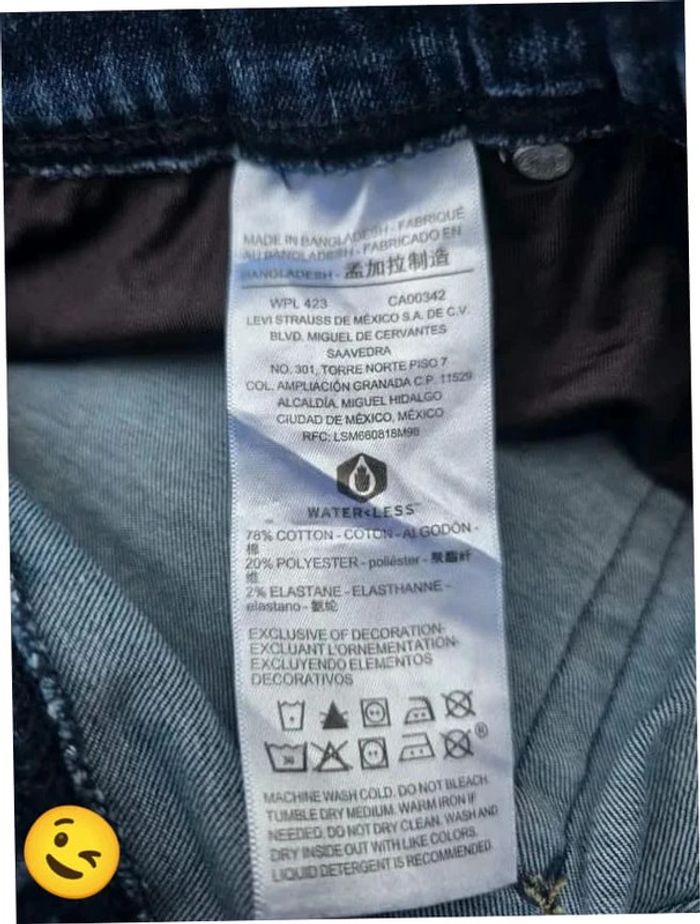 MADE IN BANGLADESH - FABRIQUÉ
AU BANGLADESH - FABRICADO EN
BANGLADESH - 孟加拉制造
WPL 423 CA00342
LEVI STRAUSS DE MÉXICO S.A. DE C.V.
BLVD. MIGUEL DE CERVANTES
SAAVEDRA
NO. 301, TORRE NORTE PISO 7
COL. AMPLIACIÓN GRANADA C.P. 11529
ALCALDÍA, MIGUEL HIDALGO
CIUDAD DE MÉXICO, MÉXICO
RFC: LSM660818M98
WATER<LESS™
78% COTTON - COTON - ALGODÓN -
棉
20% POLYESTER - poliéster - 聚酯纤
维
2% ELASTANE - ELASTHANNE -
elastano - 氨纶
EXCLUSIVE OF DECORATION-
EXCLUANT L'ORNEMENTATION-
EXCLUYENDO ELEMENTOS
DECORATIVOS
30 ®
MACHINE WASH COLD. DO NOT BLEACH.
TUMBLE DRY MEDIUM. WARM IRON IF
NEEDED. DO NOT DRY CLEAN. WASH AND
DRY INSIDE OUT WITH LIKE COLORS.
LIQUID DETERGENT IS RECOMMENDED.